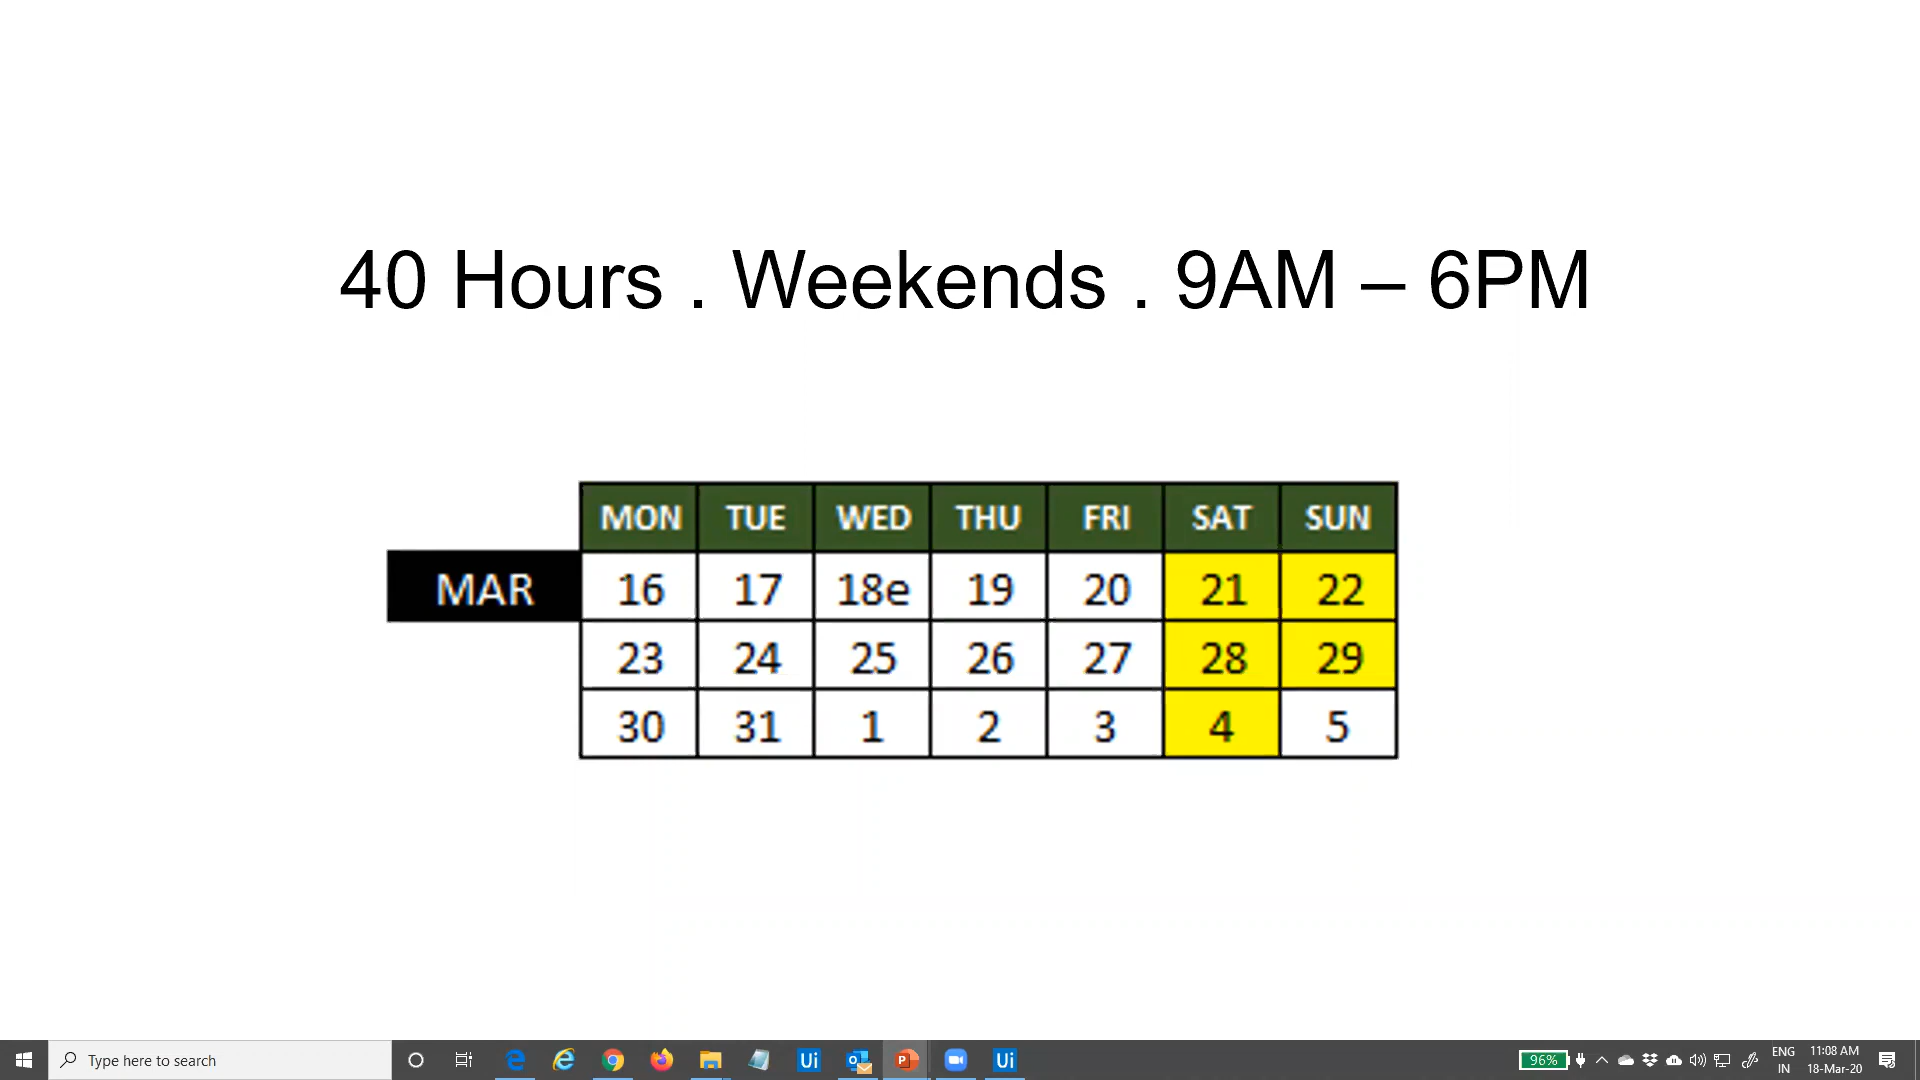 40 Hours . Weekends . 9AM – 6PM
MON TUE WED THU FRI SAT SUN
MAR 16 17 18e 19 20 21 22
23 24 25 26 27 28 29
30 31 1 2 3 4 5
Type here to search
Ui
Ui
96%
ENG
IN
11:08 AM
18-Mar-20